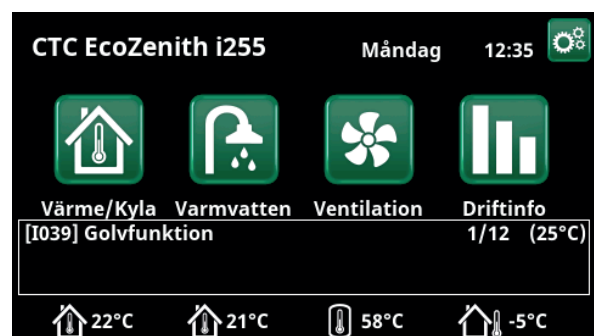 CTC EcoZenith i255 Måndag 12:35
Värme/Kyla Varmvatten Ventilation Driftinfo
[I039] Golvfunktion 1/12 (25°C)
22°C 21°C 58°C -5°C